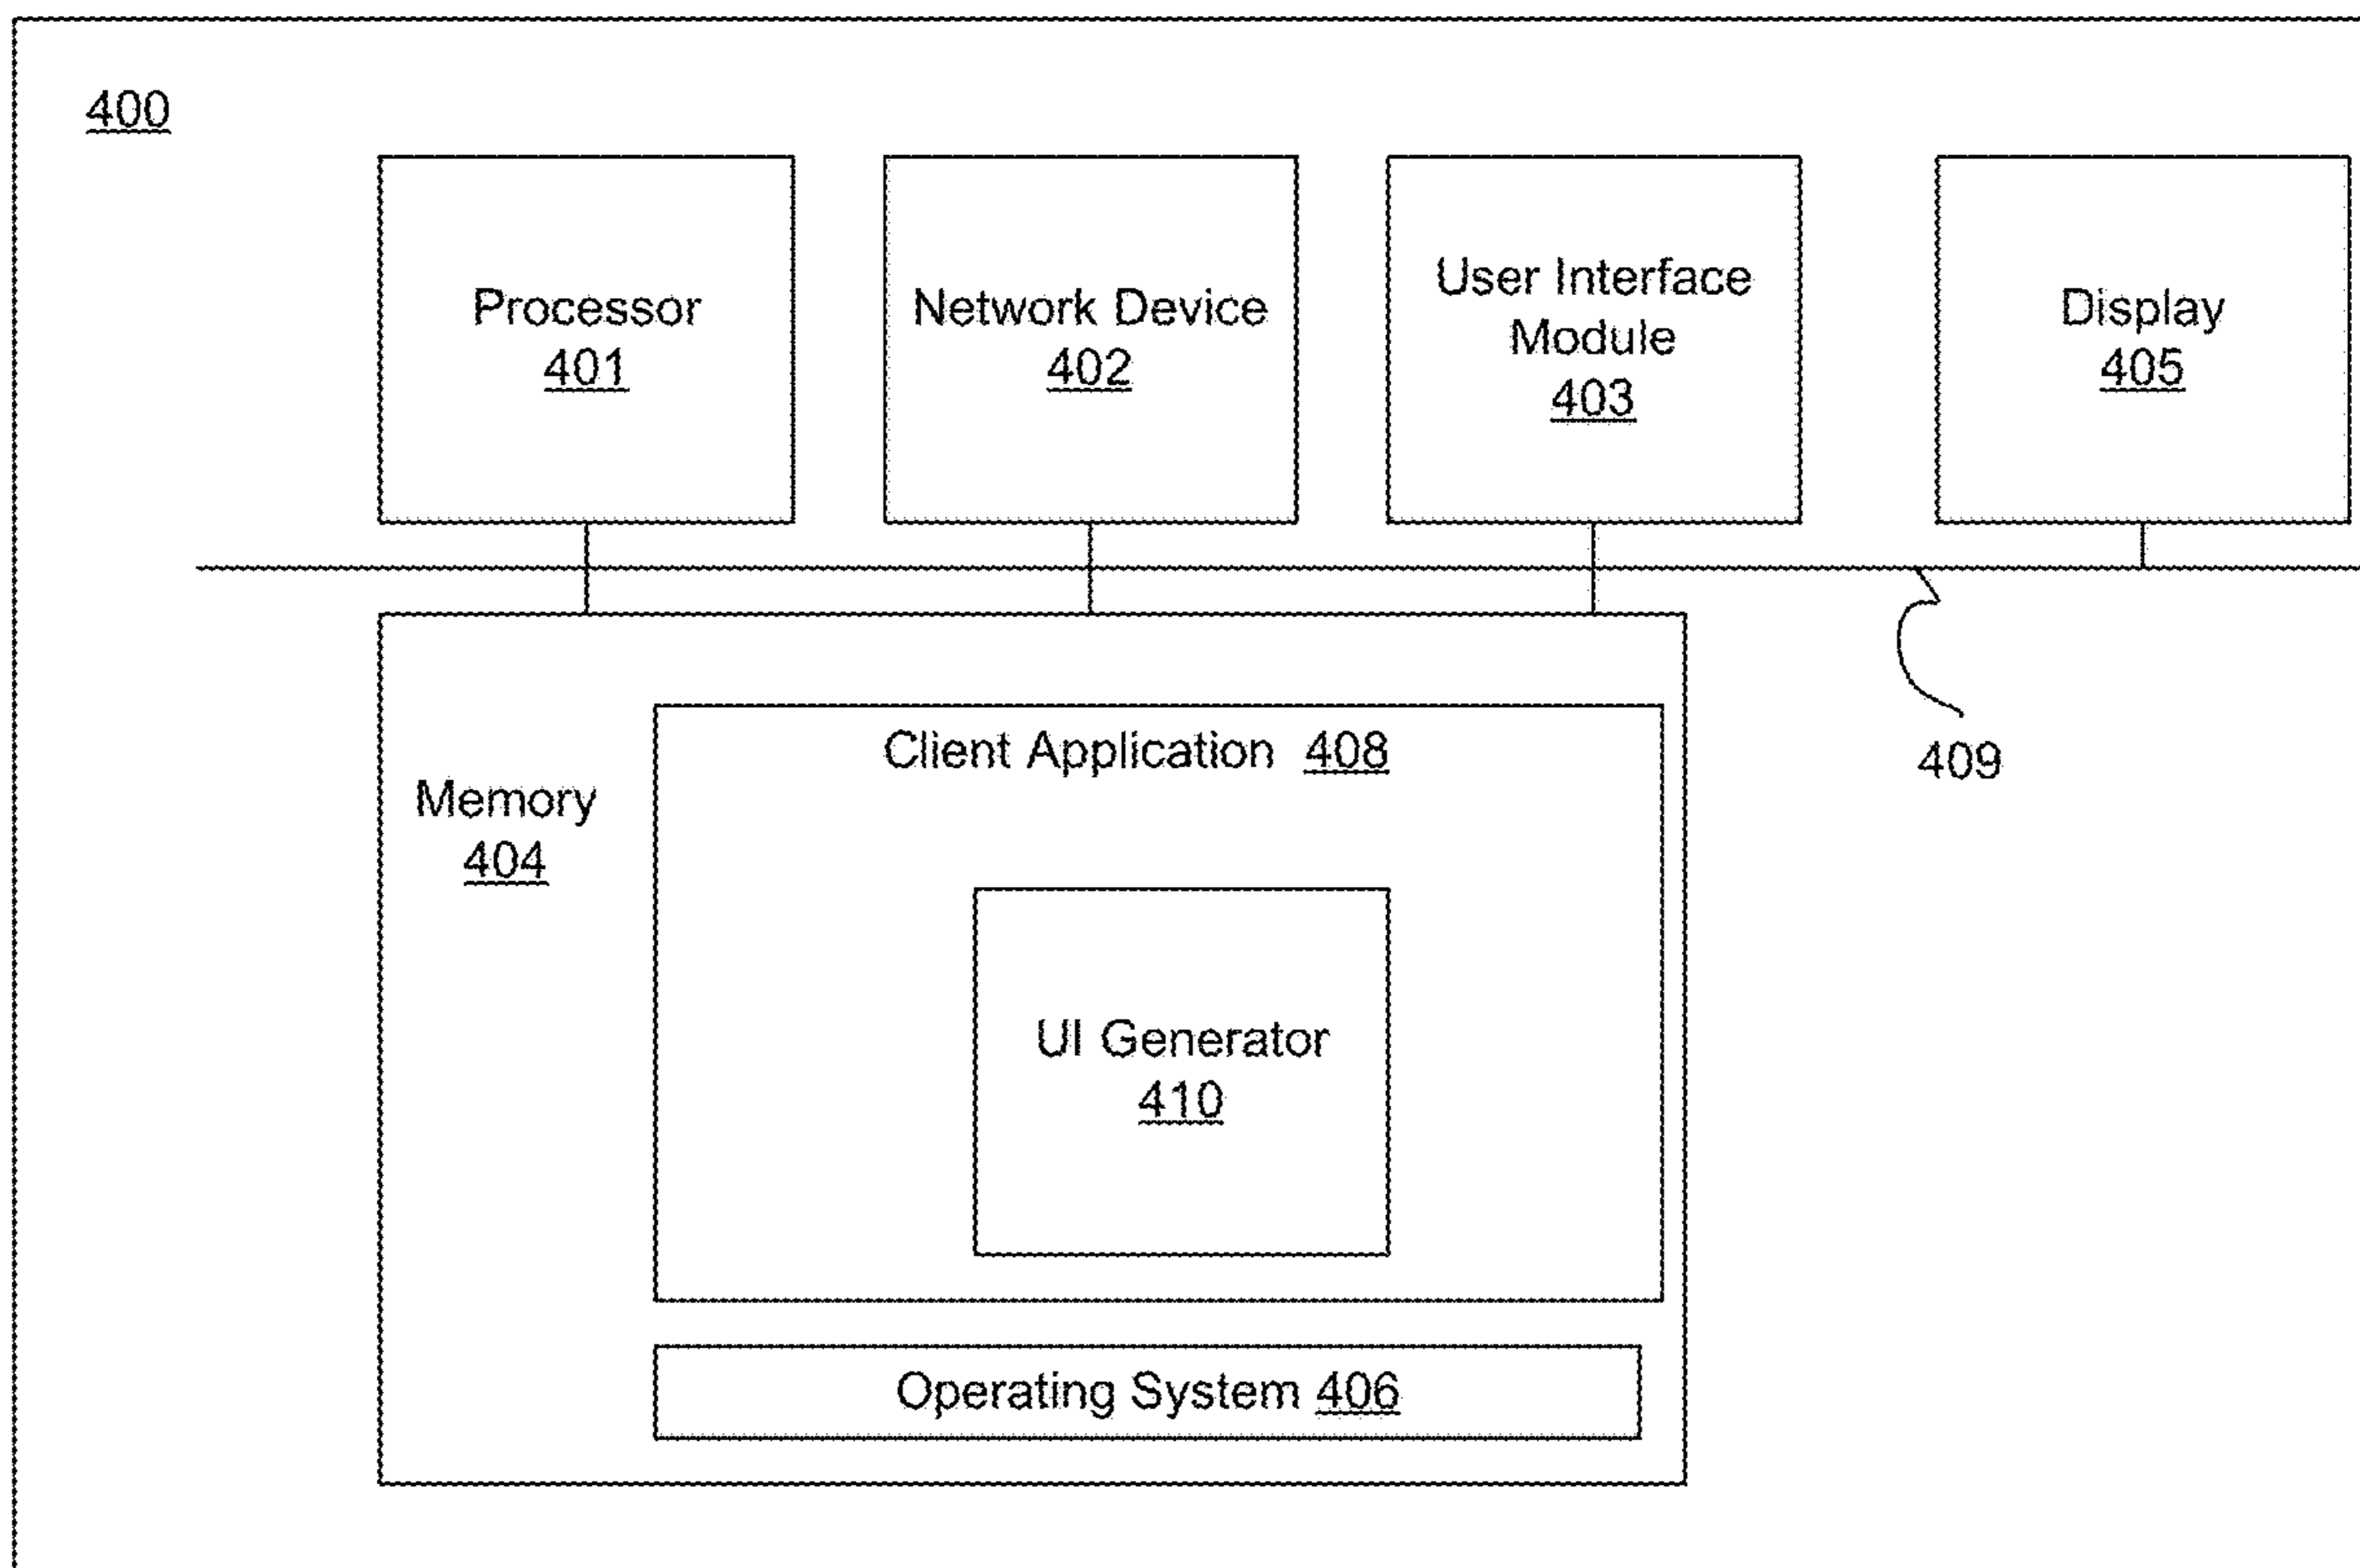 400
Processor
401
Network Device
402
User Interface
Module
403
Display
405
409
Memory
404
Client Application 408
UI Generator
410
Operating System 406